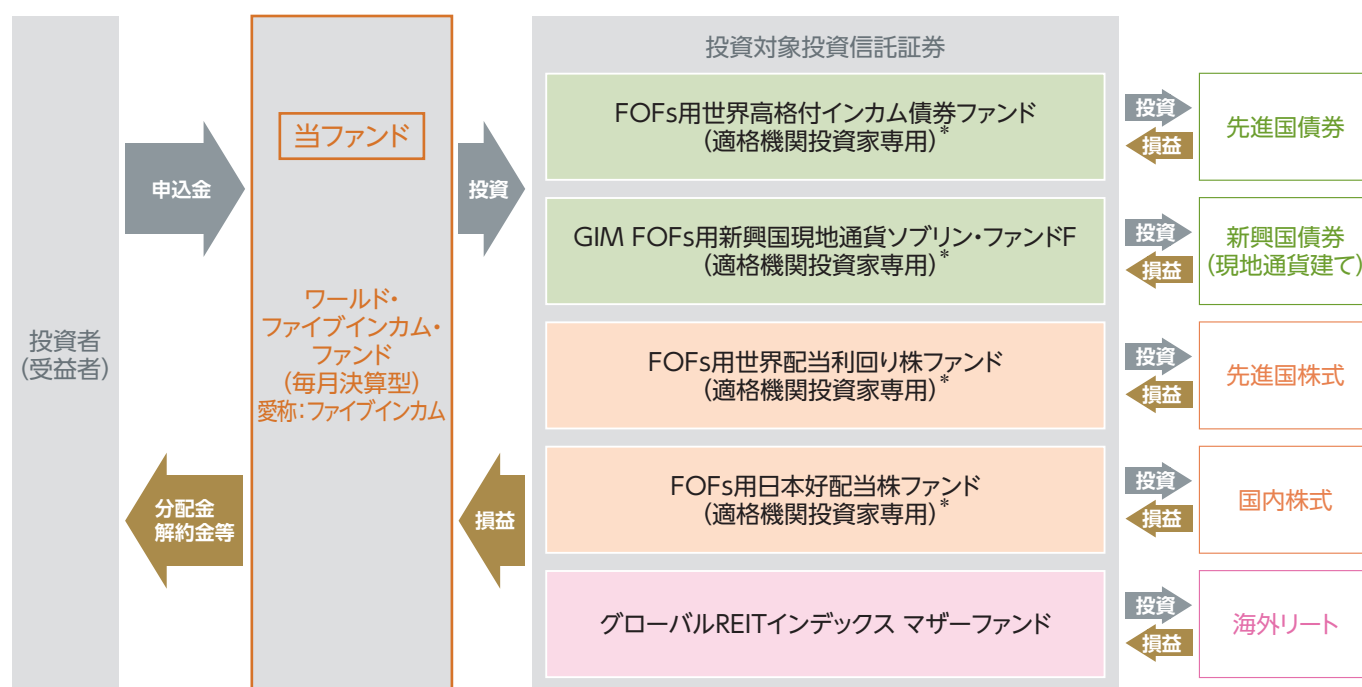 投資者
(受益者)
申込金
分配金
解約金等
当ファンド
ワールド・
ファイブインカム・
ファンド
(毎月決算型)
愛称:ファイブインカム
投資
損益
投資対象投資信託証券
FOFs用世界高格付インカム債券ファンド
(適格機関投資家専用)*
投資
損益
先進国債券
GIM FOFs用新興国現地通貨ソブリン・ファンドF
(適格機関投資家専用)*
投資
損益
新興国債券
(現地通貨建て)
FOFs用世界配当利回り株ファンド
(適格機関投資家専用)*
投資
損益
先進国株式
FOFs用日本好配当株ファンド
(適格機関投資家専用)*
投資
損益
国内株式
グローバルREITインデックス マザーファンド
投資
損益
海外リート